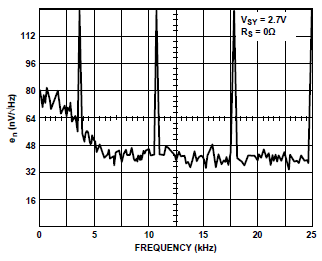 VSY = 2.7V
RS = 0Ω
112
96
80
64
48
32
16
en (nV/√Hz)
0 5 10 15 20 25
FREQUENCY (kHz)